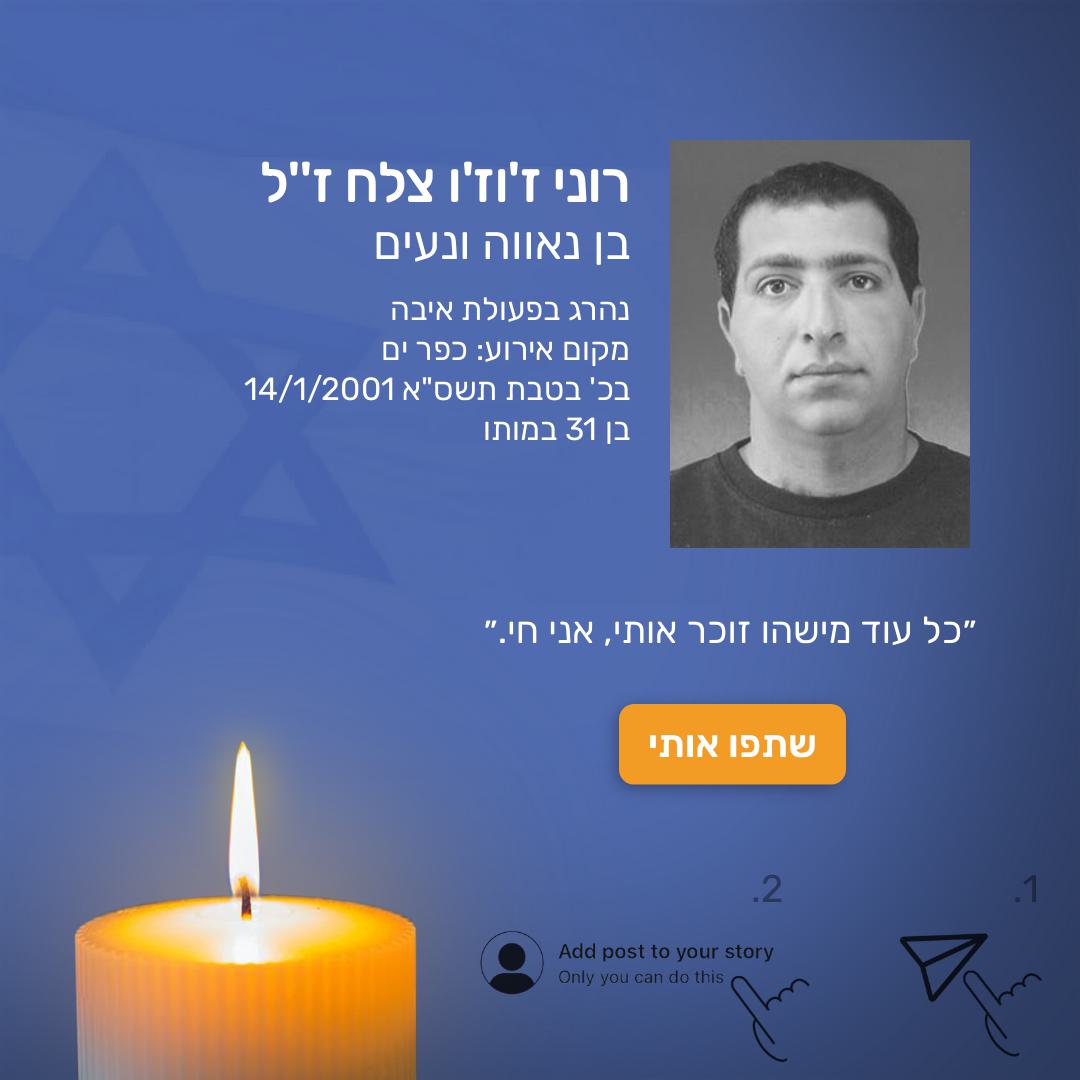 רוני ז'וז'ו צלח ז''ל
בן נאווה ונעים
נהרג בפעולת איבה
מקום אירוע: כפר ים
בכ' בטבת תשס"א 14/1/2001
בן 31 במותו
״כל עוד מישהו זוכר אותי, אני חי.״
שתפו אותי
.1
.2
Add post to your story
Only you can do this